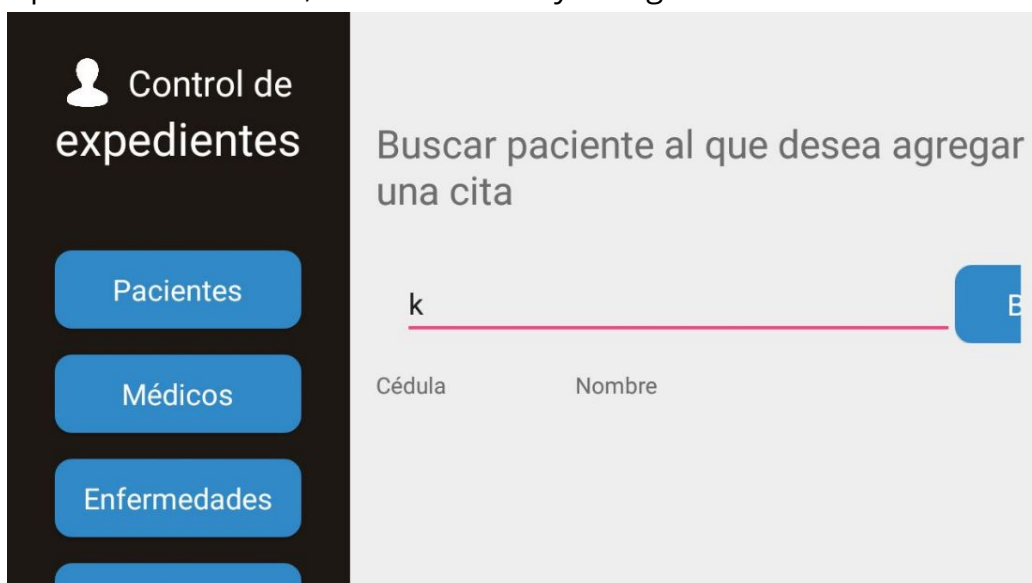 Control de
expedientes
Buscar paciente al que desea agregar
una cita
Pacientes
k
Médicos
Cédula Nombre
Enfermedades